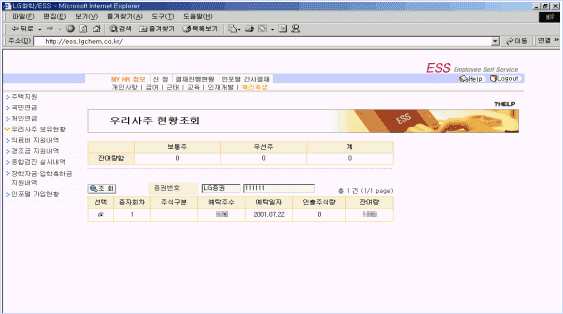 LG화학/ESS - Microsoft Internet Explorer
파일(F) 편집(E) 보기(V) 즐겨찾기(A) 도구(T) 도움말(H)
뒤로 검색 즐겨찾기 목록보기
주소(D) http://ess.lgchem.co.kr/ 이동 연결 »
ESS Employee Self Service
MY HR 정보 신청 결재진행현황 인포멀 간사결재 Help Logout
개인사항 | 급여 | 근태 | 교육 | 인재개발 | 복리후생
주택지원
국민연금
개인연금
우리사주 보유현황
의료비 지원내역
경조금 지원내역
종합검진 실시내역
장학자금·입학축하금 지원내역
인포멀 가입현황
?HELP
우리사주 현황조회
ESS
보통주 우선주 계
잔여량합 0 0 0
조 회 증권번호 LG증권 111111 총 1 건 (1/1 page)
선택 증자회차 주식구분 예탁주수 예탁일자 인출주식량 잔여량
1 2001.07.22 0